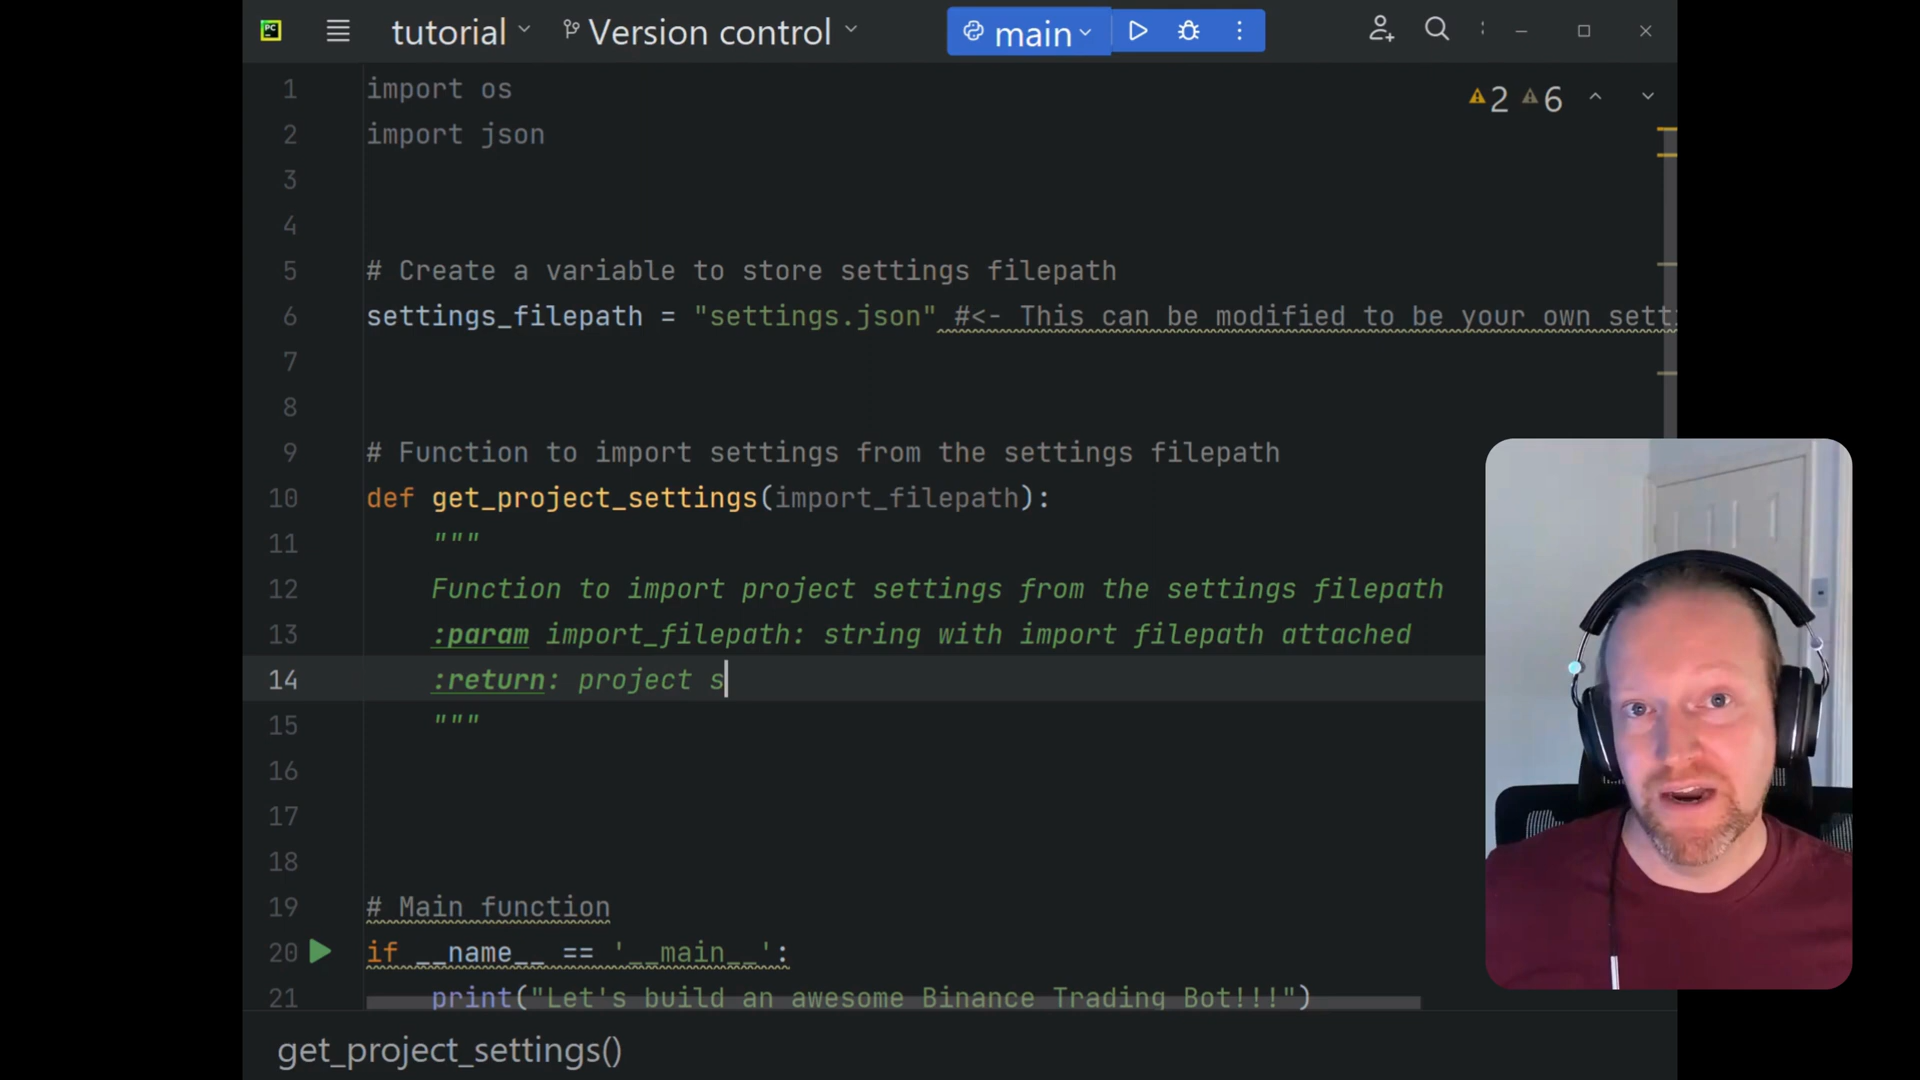 PC
tutorial
Version control
main
2 6
1 import os
2 import json
3
4
5 # Create a variable to store settings filepath
6 settings_filepath = "settings.json" #<- This can be modified to be your own sett
7
8
9 # Function to import settings from the settings filepath
10 def get_project_settings(import_filepath):
11 """
12 Function to import project settings from the settings filepath
13 :param import_filepath: string with import filepath attached
14 :return: project s
15 """
16
17
18
19 # Main function
20 if __name__ == '__main__':
21 print("Let's build an awesome Binance Trading Bot!!!")
get_project_settings()